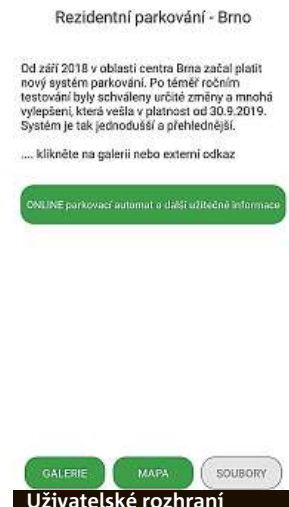 Rezidentní parkování - Brno
Od září 2018 v oblasti centra Brna začal platit
nový systém parkování. Po téměř ročním
testování byly schváleny určité změny a mnohá
vylepšení, která vešla v platnost od 30.9.2019.
Systém je tak jednodušší a přehlednější.
.... klikněte na galerii nebo externí odkaz
ONLINE parkovací automat a další užitečné informace
GALERIE
MAPA
SOUBORY
Uživatelské rozhraní